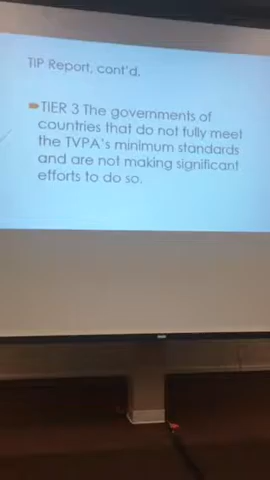 TIP Report, cont'd.
TIER 3 The governments of
countries that do not fully meet
the TVPA's minimum standards
and are not making significant
efforts to do so.